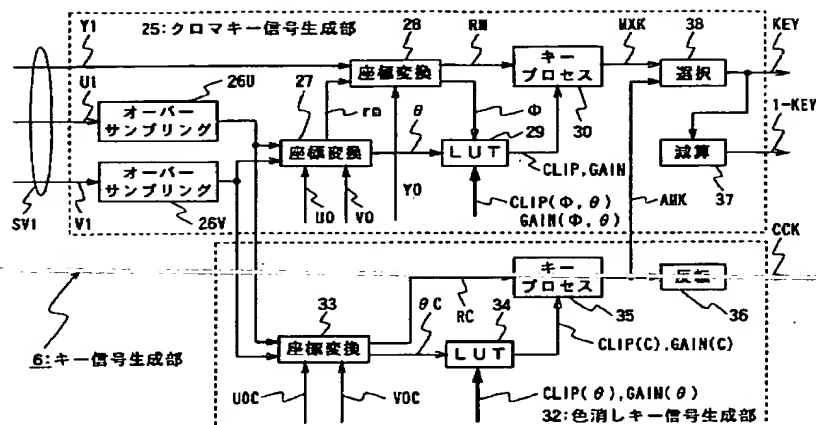 Y1
25:クロマキー信号生成部
28
RM
MXK
38
KEY
U1
26U
27
座標変換
キー
プロセス
選択
オーバー
サンプリング
rm
θ
Φ
30
1-KEY
座標変換
29
LUT
減算
オーバー
サンプリング
CLIP,GAIN
37
SV1
V1
26V
U0
V0
Y0
CLIP(Φ,θ)
GAIN(Φ,θ)
AMK
CCK
キー
プロセス
反転
33
θC
34
RC
35
36
6:キー信号生成部
座標変換
LUT
CLIP(C),GAIN(C)
U0C
V0C
CLIP(θ),GAIN(θ)
32:色消しキー信号生成部